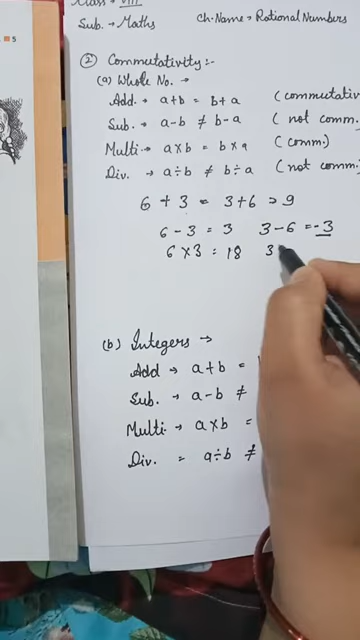 Class → VIII
Sub. → Maths Ch.Name → Rational Numbers
5
② Commutativity :-
(a) Whole No. →
Add. → a+b = b+a (commutativ
Sub. → a-b ≠ b-a (not comm.
Multi → a×b = b×a (comm.)
Div. → a÷b ≠ b÷a (not comm.
6 + 3 = 3+6 = 9
6 - 3 = 3 3-6 = -3
6 × 3 = 18 3
(b) Integers →
Add → a+b =
Sub. → a-b ≠
Multi → a×b =
Div. = a÷b ≠